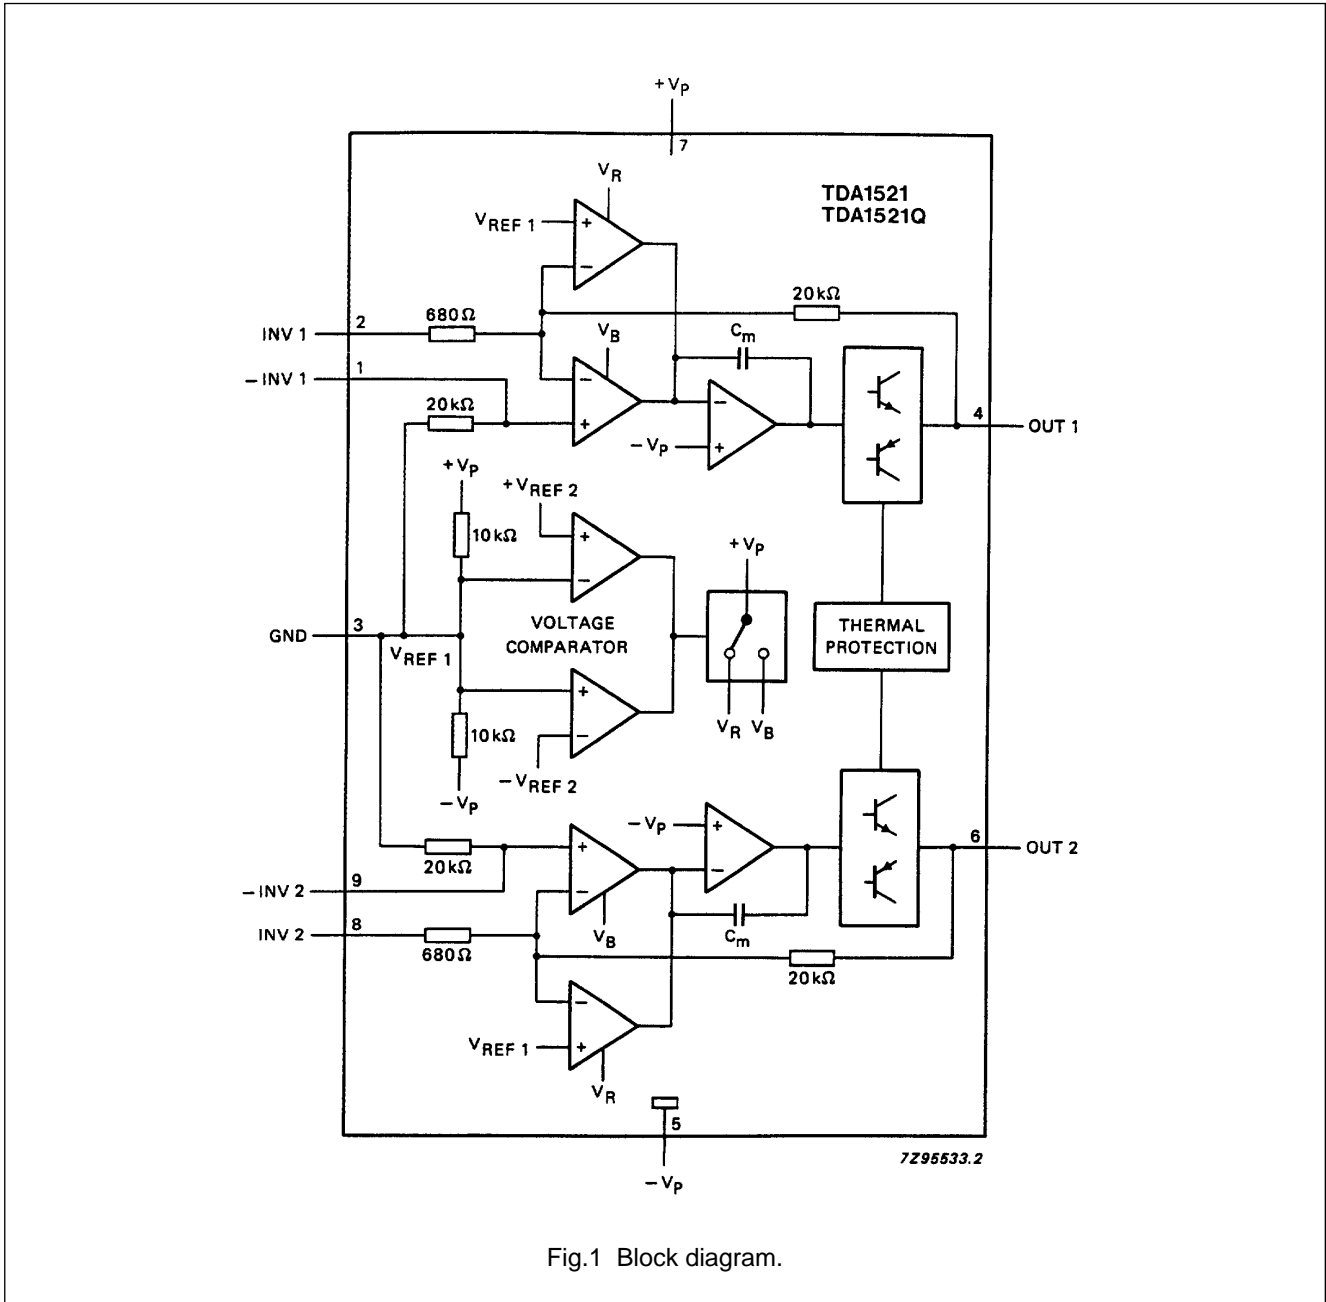 +VP
7
VR
TDA1521
TDA1521Q
VREF 1
+
−
20kΩ
680Ω
2
INV 1
VB
Cm
1
−INV 1
−
+
20kΩ
−
+
−VP
4
OUT 1
+VP
+VREF 2
10kΩ
+
−
+VP
VOLTAGE
COMPARATOR
THERMAL
PROTECTION
GND
3
VREF 1
+
−
VR
VB
10kΩ
−VREF 2
−VP
−VP
+
−
6
OUT 2
20kΩ
+
−
9
−INV 2
8
INV 2
680Ω
VB
Cm
20kΩ
−
+
VREF 1
VR
5
7Z95533.2
−VP
Fig.1 Block diagram.